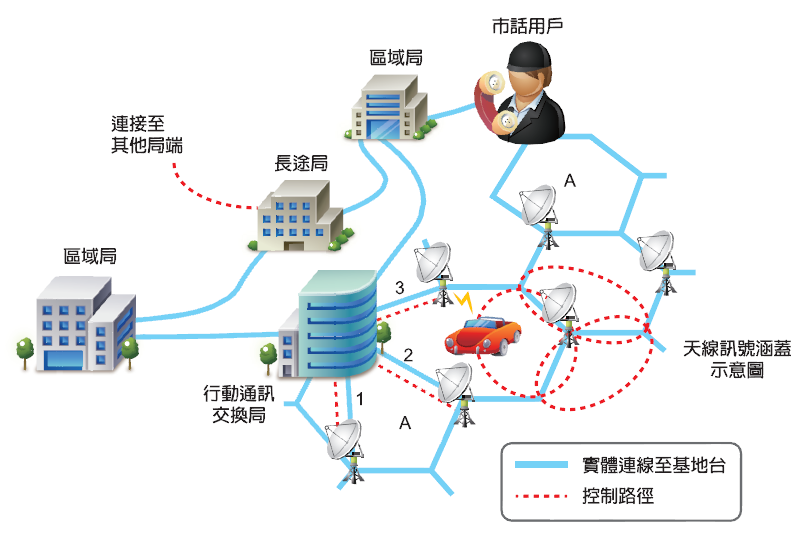 市話用戶
區域局
連接至
其他局端
長途局
A
區域局
3
2
天線訊號涵蓋
示意圖
行動通訊
交換局
1
A
實體連線至基地台
控制路徑